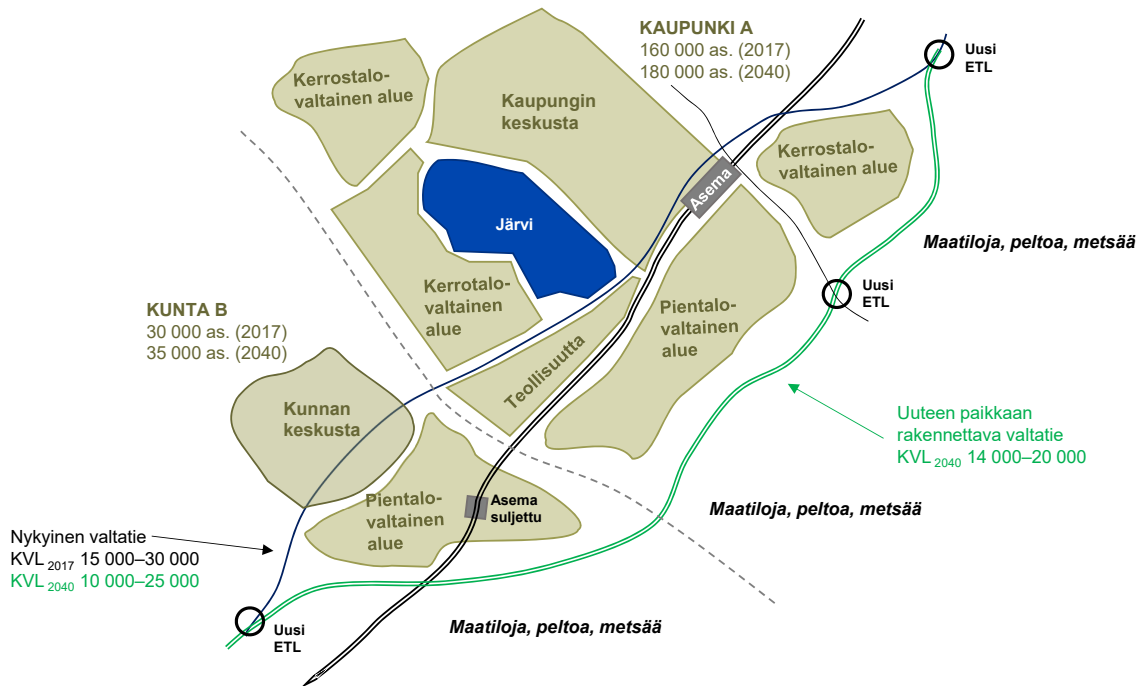 KAUPUNKI A
160 000 as. (2017)
180 000 as. (2040)
Uusi
ETL
Kerrostalo-
valtainen alue
Kaupungin
keskusta
Kerrostalo-
valtainen alue
Asema
Järvi
Maatiloja, peltoa, metsää
Kerrotalo-
valtainen
alue
Uusi
ETL
KUNTA B
30 000 as. (2017)
35 000 as. (2040)
Pientalo-
valtainen
alue
Teollisuutta
Kunnan
keskusta
Uuteen paikkaan
rakennettava valtatie
KVL 2040 14 000–20 000
Pientalo-
valtainen
alue
Asema
suljettu
Maatiloja, peltoa, metsää
Nykyinen valtatie
KVL 2017 15 000–30 000
KVL 2040 10 000–25 000
Uusi
ETL
Maatiloja, peltoa, metsää